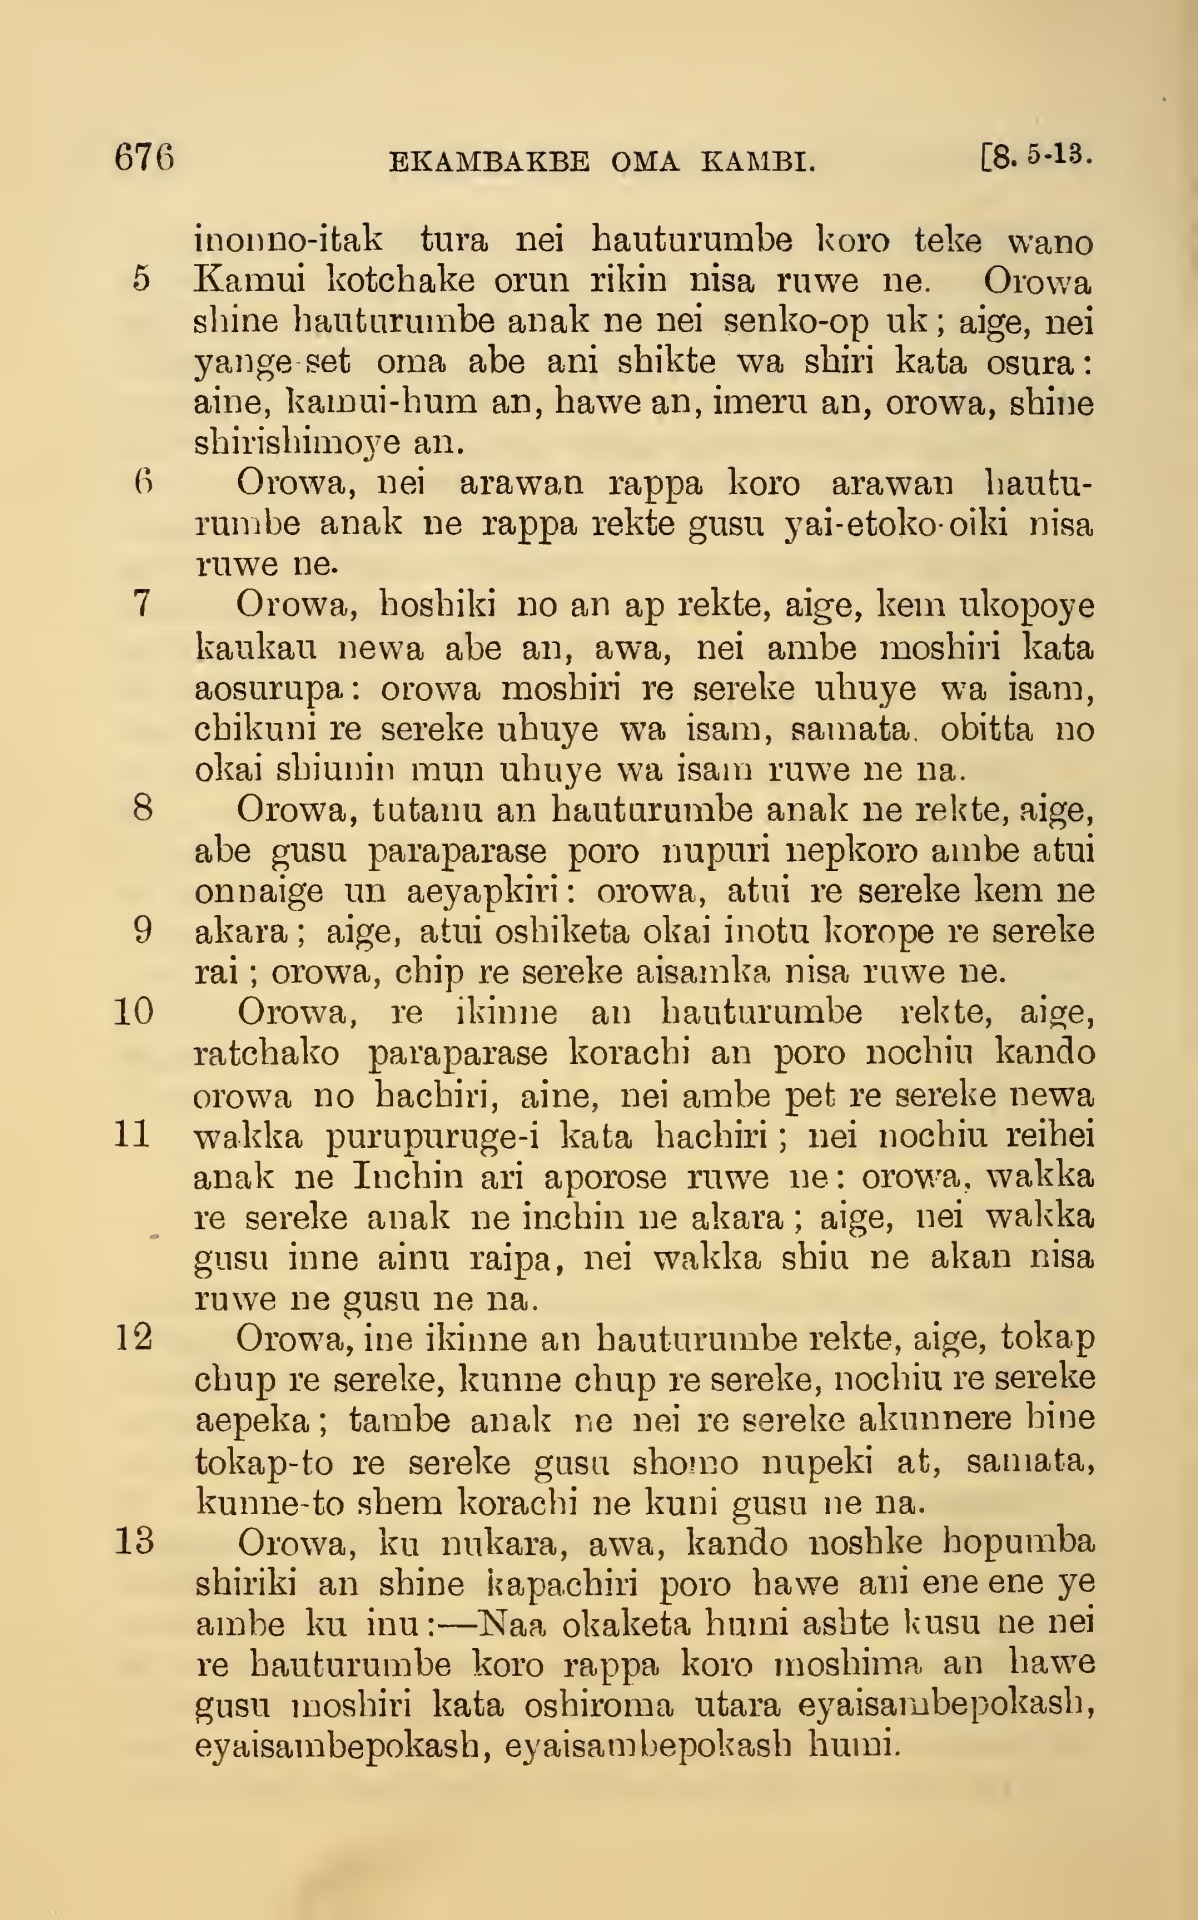 676 EKAMBAKBE OMA KAMBI. [8. 5-13.
inonno-itak tura nei hauturumbe koro teke wano
5 Kamui kotchake orun rikin nisa ruwe ne. Orowa
shine hauturumbe anak ne nei senko-op uk; aige, nei
yange-set oma abe ani shikte wa shiri kata osura:
aine, kamui-hum an, hawe an, imeru an, orowa, shine
shirishimoye an.
6 Orowa, nei arawan rappa koro arawan hautu-
rumbe anak ne rappa rekte gusu yai-etoko-oiki nisa
ruwe ne.
7 Orowa, hoshiki no an ap rekte, aige, kem ukopoye
kaukau newa abe an, awa, nei ambe moshiri kata
aosurupa: orowa moshiri re sereke uhuye wa isam,
chikuni re sereke uhuye wa isam, samata. obitta no
okai shiunin mun uhuye wa isam ruwe ne na.
8 Orowa, tutanu an hauturumbe anak ne rekte, aige,
abe gusu paraparase poro nupuri nepkoro ambe atui
onnaige un aeyapkiri: orowa, atui re sereke kem ne
9 akara; aige, atui oshiketa okai inotu korope re sereke
rai; orowa, chip re sereke aisamka nisa ruwe ne.
10 Orowa, re ikinne an hauturumbe rekte, aige,
ratchako paraparase korachi an poro nochiu kando
orowa no hachiri, aine, nei ambe pet re sereke newa
11 wakka purupuruge-i kata hachiri; nei nochiu reihei
anak ne Inchin ari aporose ruwe ne: orowa, wakka
re sereke anak ne inchin ne akara; aige, nei wakka
gusu inne ainu raipa, nei wakka shiu ne akan nisa
ruwe ne gusu ne na.
12 Orowa, ine ikinne an hauturumbe rekte, aige, tokap
chup re sereke, kunne chup re sereke, nochiu re sereke
aepeka; tambe anak ne nei re sereke akunnere hine
tokap-to re sereke gusu shomo nupeki at, samata,
kunne-to shem korachi ne kuni gusu ne na.
13 Orowa, ku nukara, awa, kando noshke hopumba
shiriki an shine kapachiri poro hawe ani ene ene ye
ambe ku inu:—Naa okaketa humi ashte kusu ne nei
re hauturumbe koro rappa koro moshima an hawe
gusu moshiri kata oshiroma utara eyaisambepokash,
eyaisambepokash, eyaisambepokash humi.